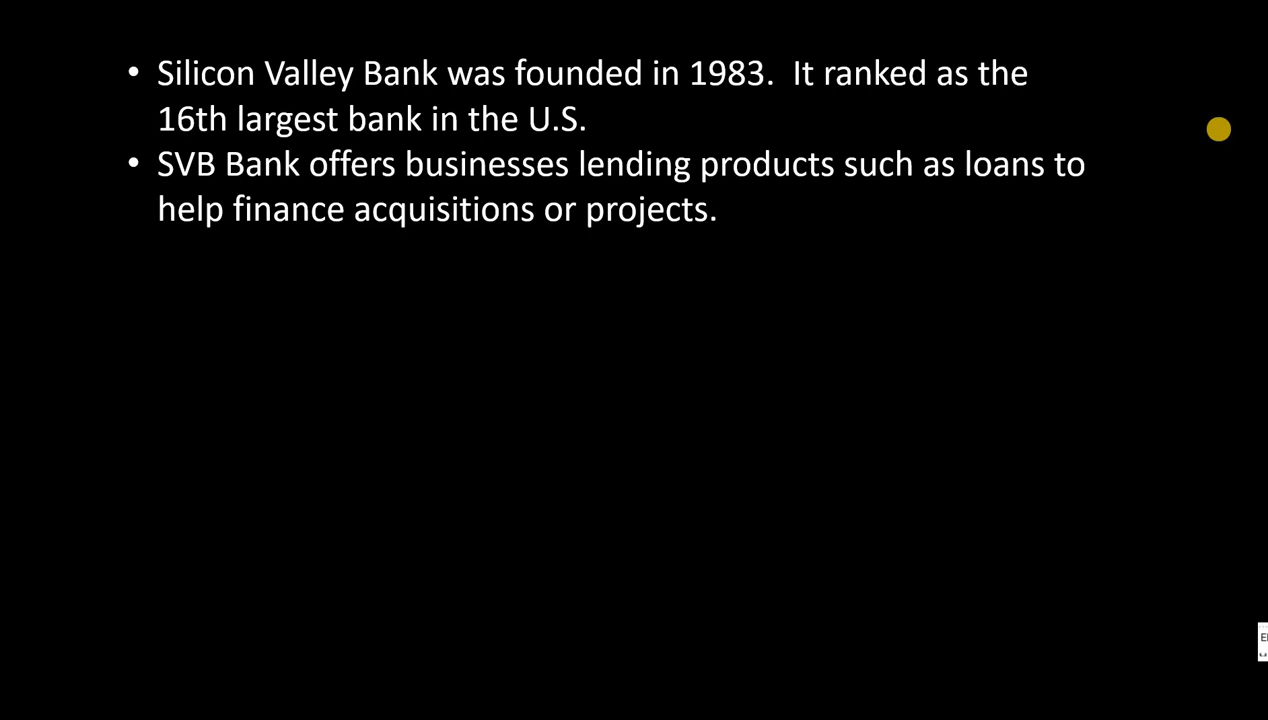 • Silicon Valley Bank was founded in 1983.  It ranked as the
16th largest bank in the U.S.
• SVB Bank offers businesses lending products such as loans to
help finance acquisitions or projects.